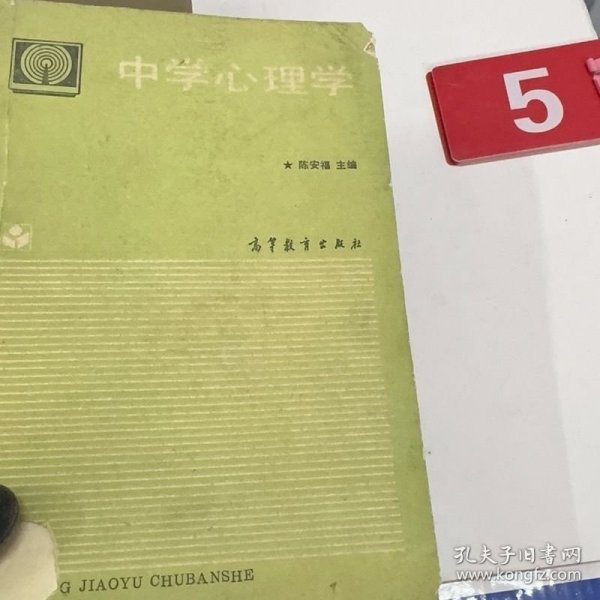 中学心理学
5
★ 陈安福 主编
高等教育出版社
G JIAOYU CHUBANSHE
孔夫子旧书网
www.kongfz.com